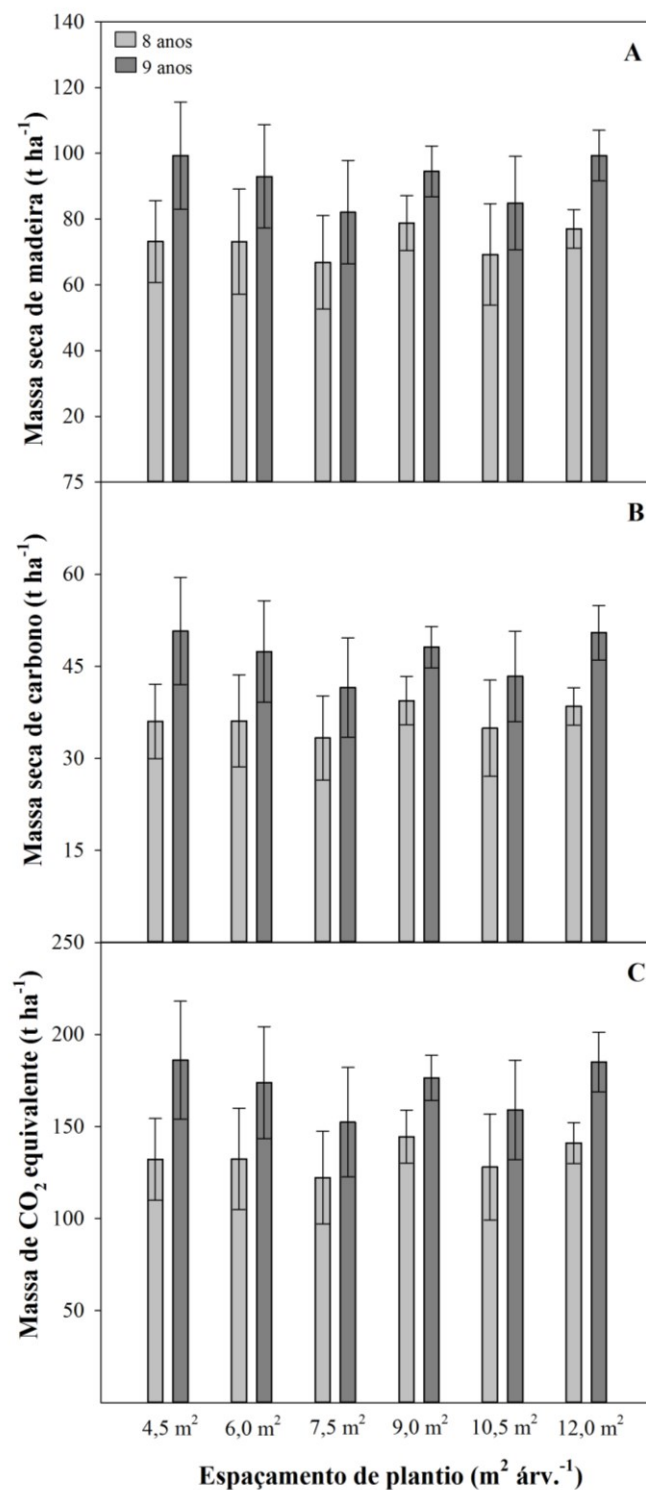 140
8 anos
9 anos
A
120
100
80
60
40
20
Massa seca de madeira (t ha⁻¹)
75
B
60
45
30
15
Massa seca de carbono (t ha⁻¹)
250
C
200
150
100
50
Massa de CO₂ equivalente (t ha⁻¹)
4,5 m² 6,0 m² 7,5 m² 9,0 m² 10,5 m² 12,0 m²
Espaçamento de plantio (m² árv.⁻¹)